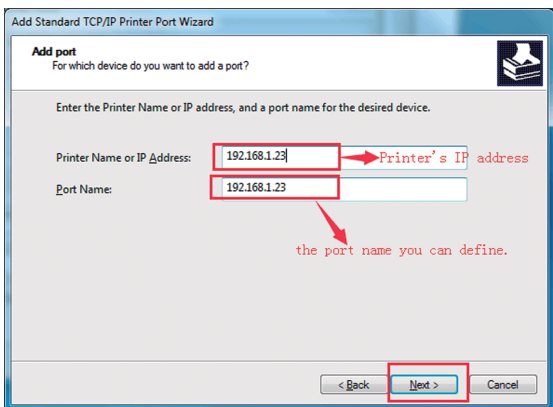 Add Standard TCP/IP Printer Port Wizard
Add port
For which device do you want to add a port?
Enter the Printer Name or IP address, and a port name for the desired device.
Printer Name or IP Address: 192.168.1.23 Printer's IP address
Port Name: 192.168.1.23
the port name you can define.
< Back Next > Cancel